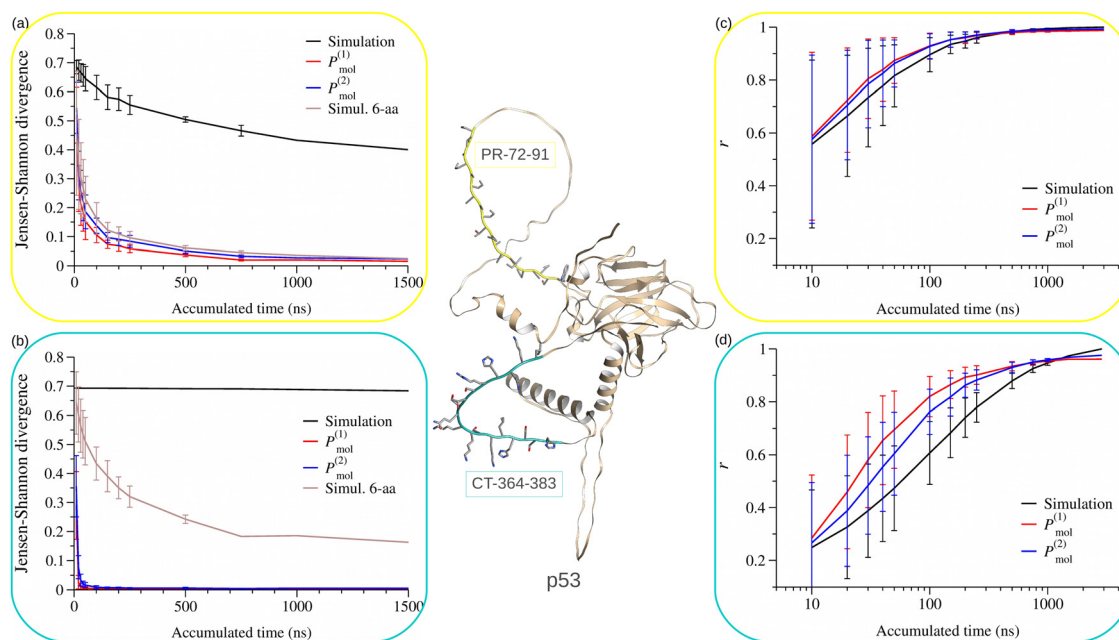 (a)
Jensen-Shannon divergence
0.8
0.7
0.6
0.5
0.4
0.3
0.2
0.1
0
Simulation
P(1)mol
P(2)mol
Simul. 6-aa
0
500
1000
1500
Accumulated time (ns)
(b)
Jensen-Shannon divergence
0.8
0.7
0.6
0.5
0.4
0.3
0.2
0.1
0
Simulation
P(1)mol
P(2)mol
Simul. 6-aa
0
500
1000
1500
Accumulated time (ns)
PR-72-91
CT-364-383
p53
(c)
r
1
0.8
0.6
0.4
0.2
Simulation
P(1)mol
P(2)mol
10
100
1000
Accumulated time (ns)
(d)
r
1
0.8
0.6
0.4
0.2
Simulation
P(1)mol
P(2)mol
10
100
1000
Accumulated time (ns)